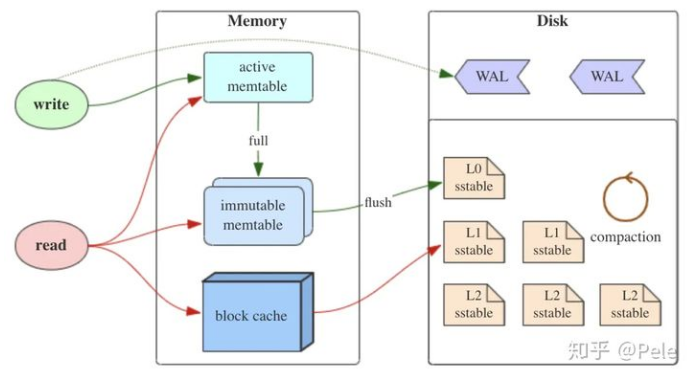 Memory
Disk
write
active
memtable
WAL
WAL
full
L0
sstable
immutable
memtable
flush
compaction
read
L1
sstable
L1
sstable
block cache
L2
sstable
L2
sstable
L2
sstable
知乎 @Pele